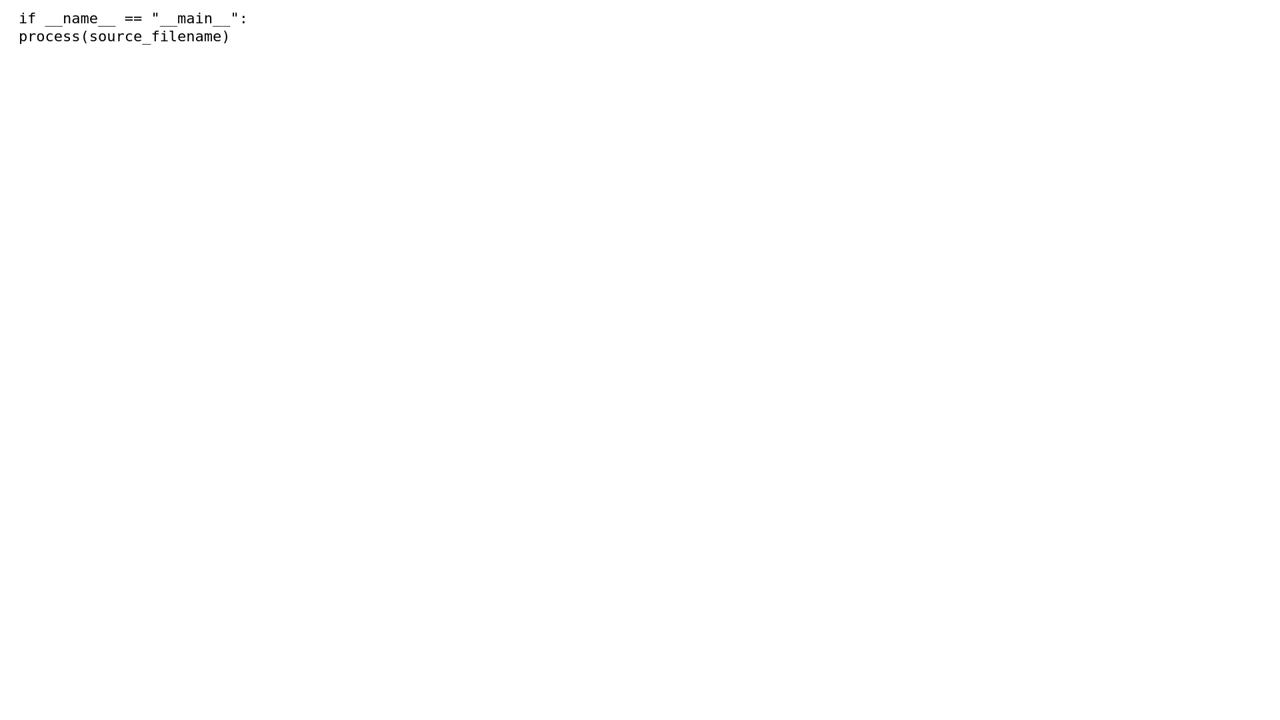 if __name__ == "__main__":
process(source_filename)